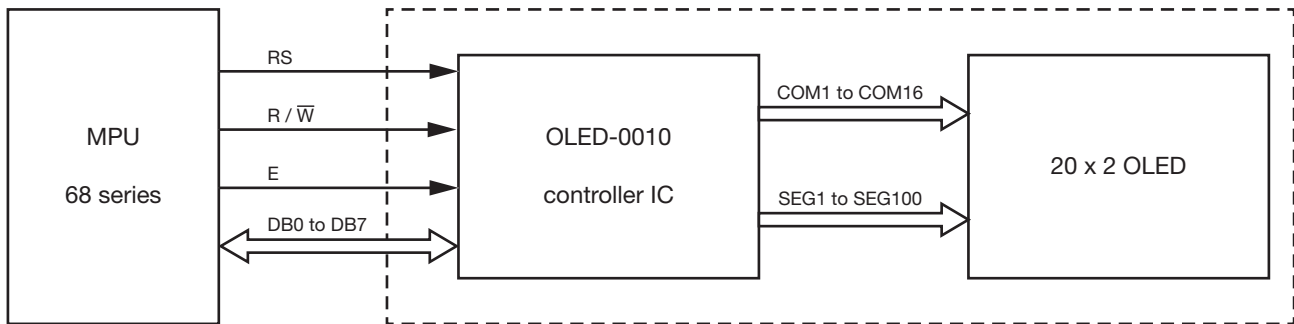 MPU
68 series
RS
R / W̅
E
DB0 to DB7
OLED-0010
controller IC
COM1 to COM16
SEG1 to SEG100
20 x 2 OLED